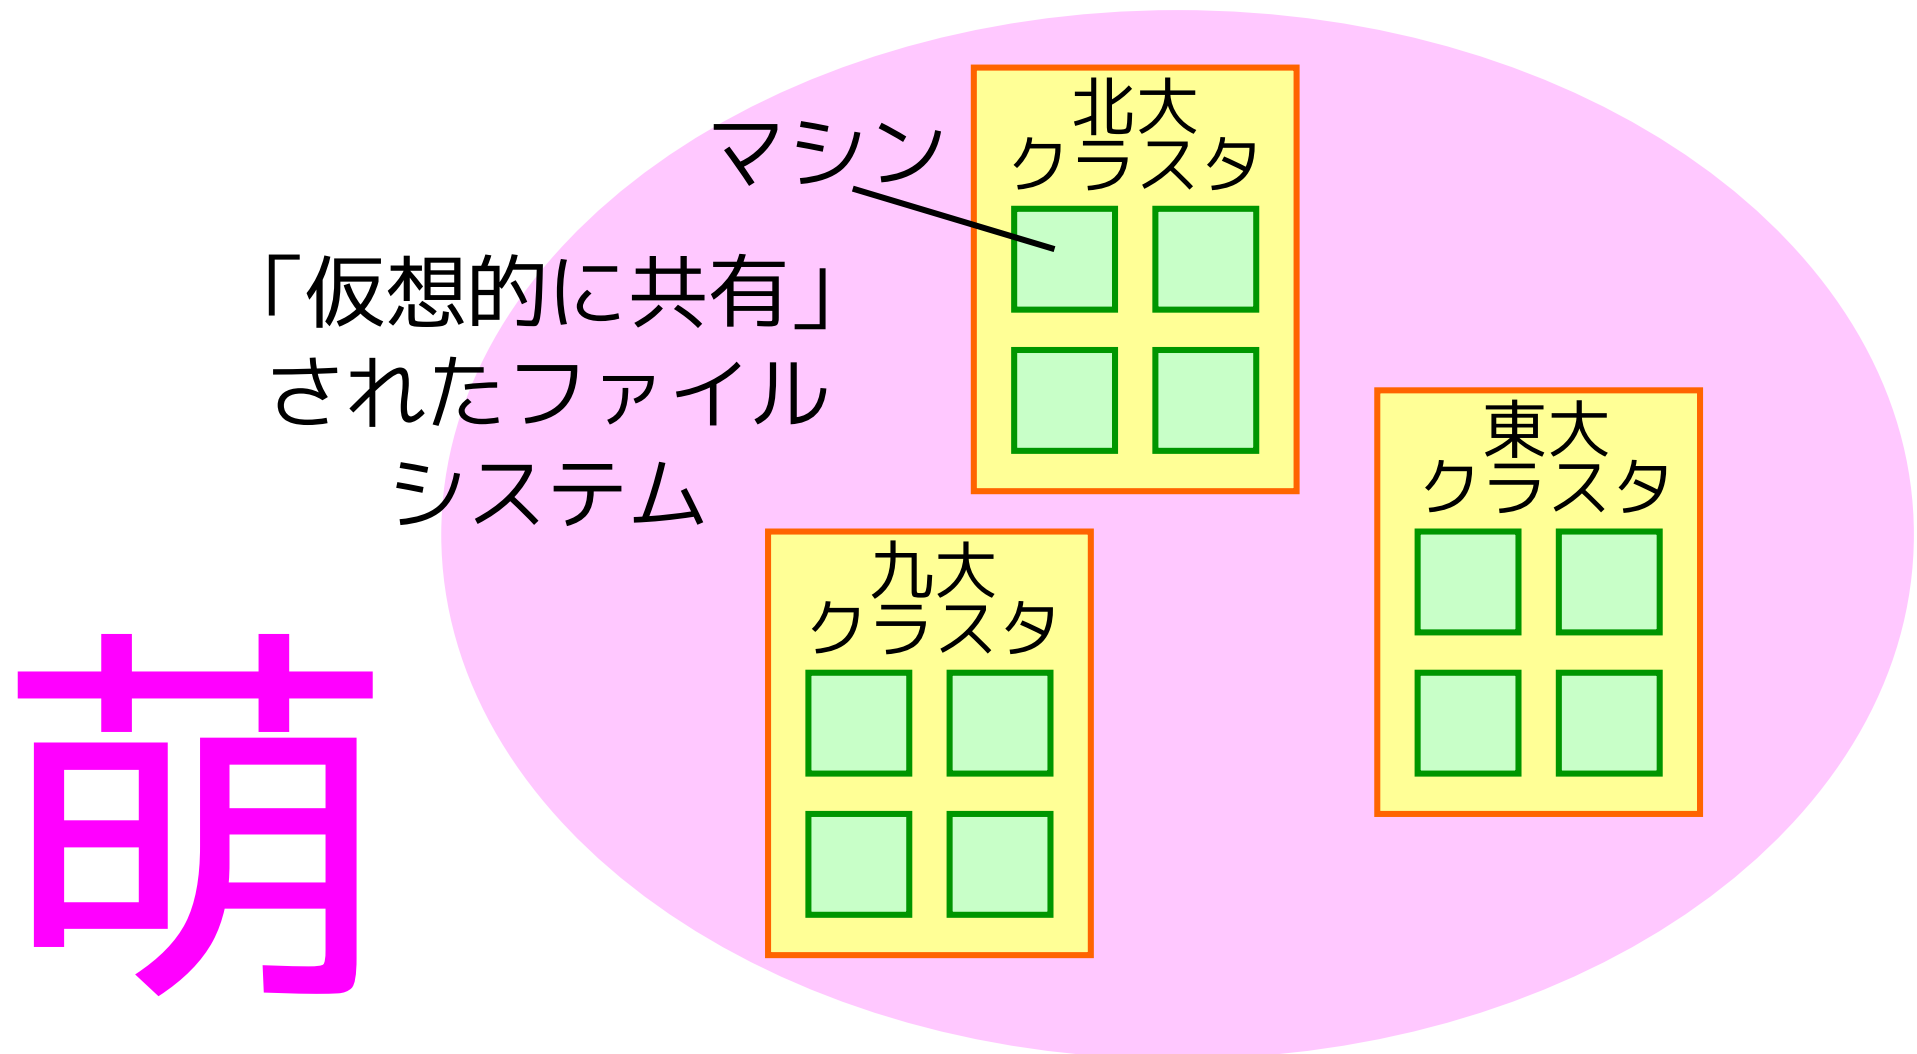 北大
クラスタ
マシン
「仮想的に共有」
されたファイル
システム
東大
クラスタ
九大
クラスタ
萌